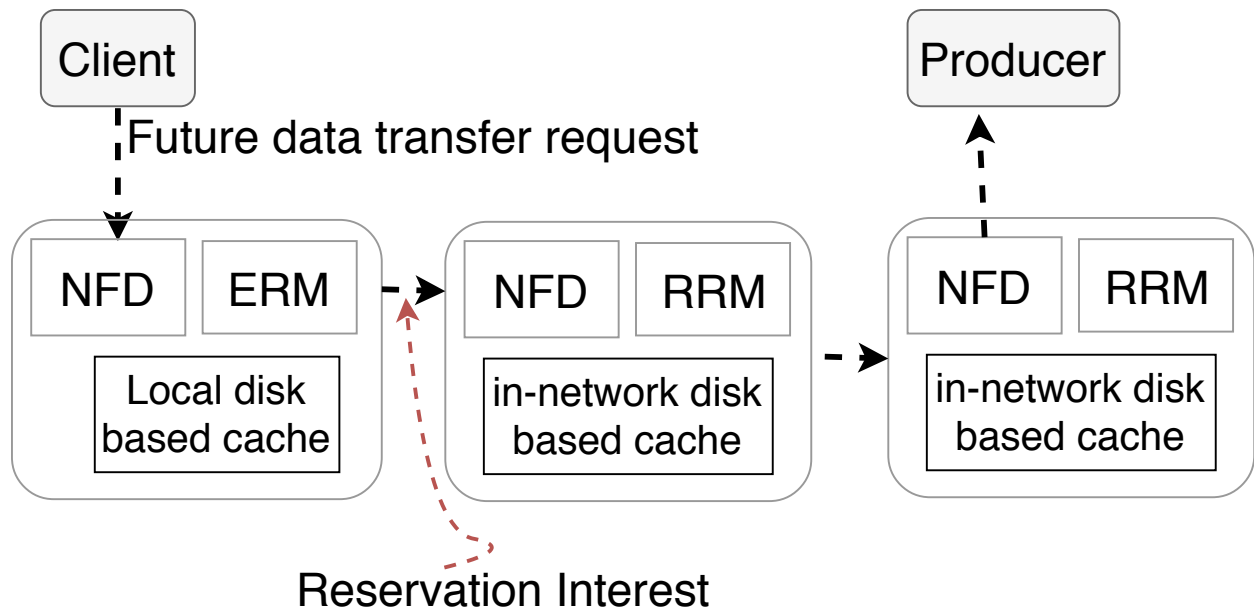 Client
Producer
Future data transfer request
NFD
ERM
NFD
RRM
NFD
RRM
Local disk
based cache
in-network disk
based cache
in-network disk
based cache
Reservation Interest